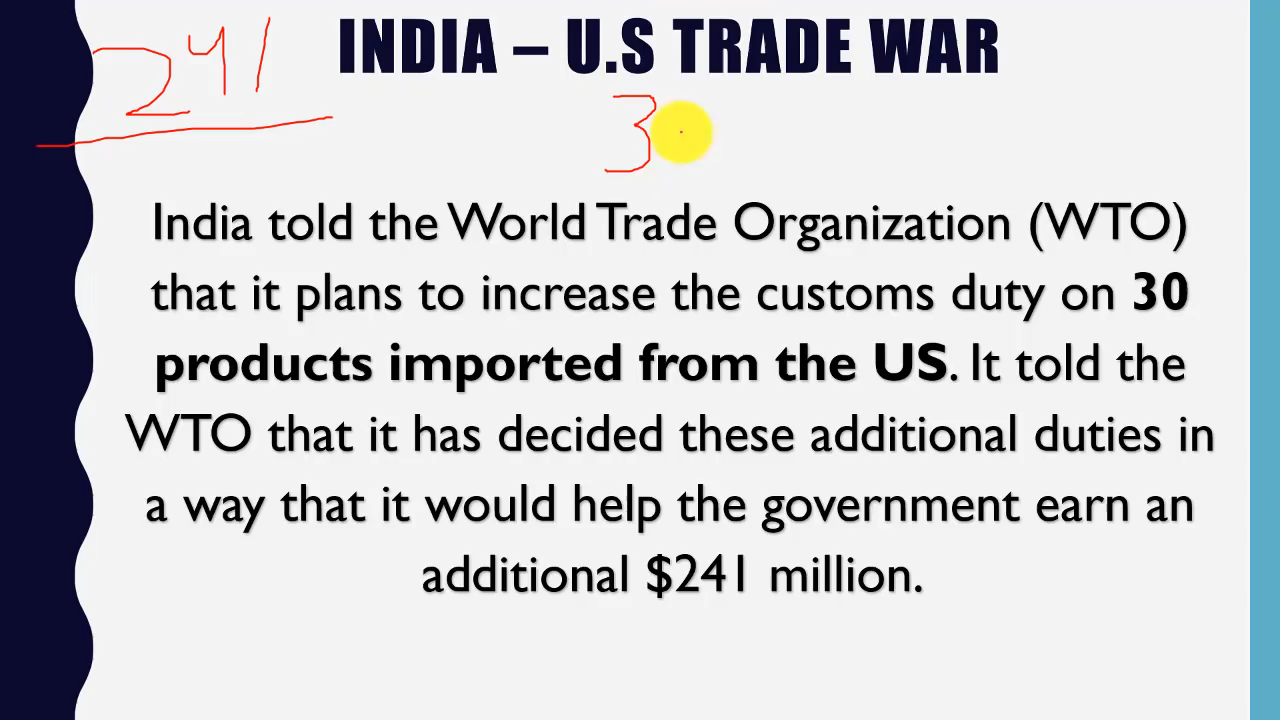 241
INDIA – U.S TRADE WAR
3
India told the World Trade Organization (WTO)
that it plans to increase the customs duty on 30
products imported from the US. It told the
WTO that it has decided these additional duties in
a way that it would help the government earn an
additional $241 million.